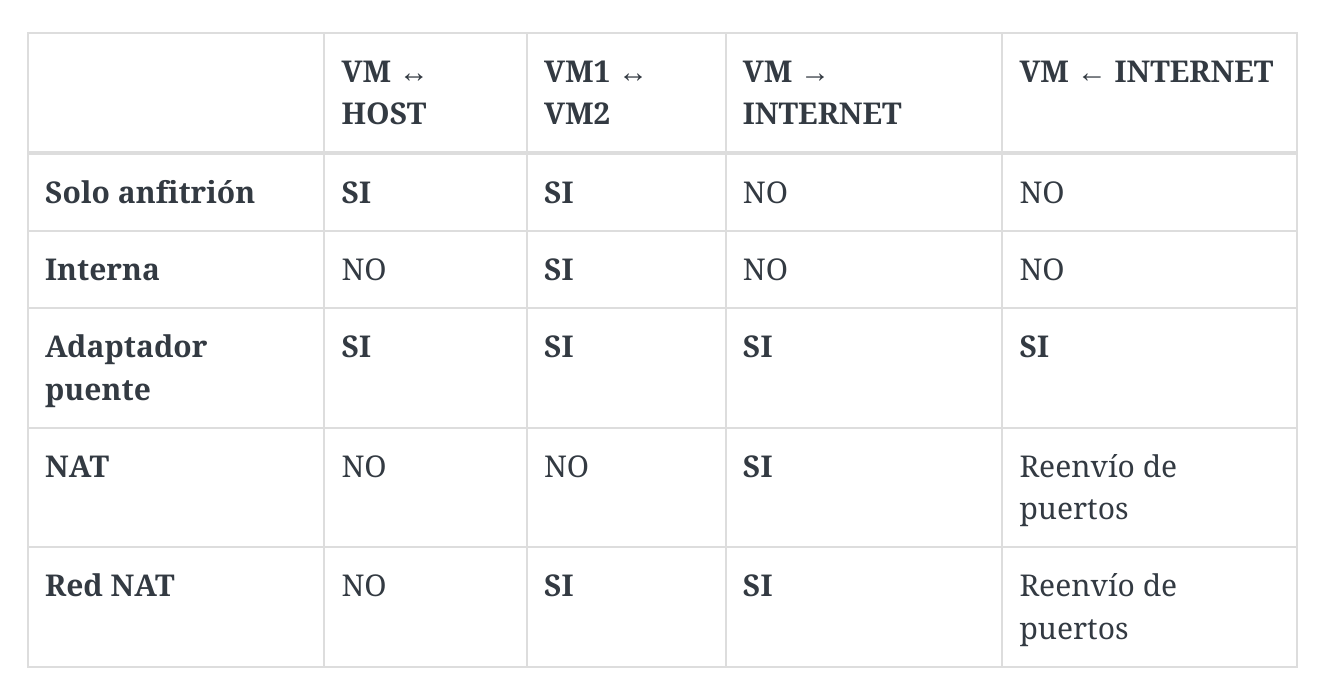 VM ↔
HOST
VM1 ↔
VM2
VM →
INTERNET
VM ← INTERNET
Solo anfitrión
SI
SI
NO
NO
Interna
NO
SI
NO
NO
Adaptador
puente
SI
SI
SI
SI
NAT
NO
NO
SI
Reenvío de
puertos
Red NAT
NO
SI
SI
Reenvío de
puertos